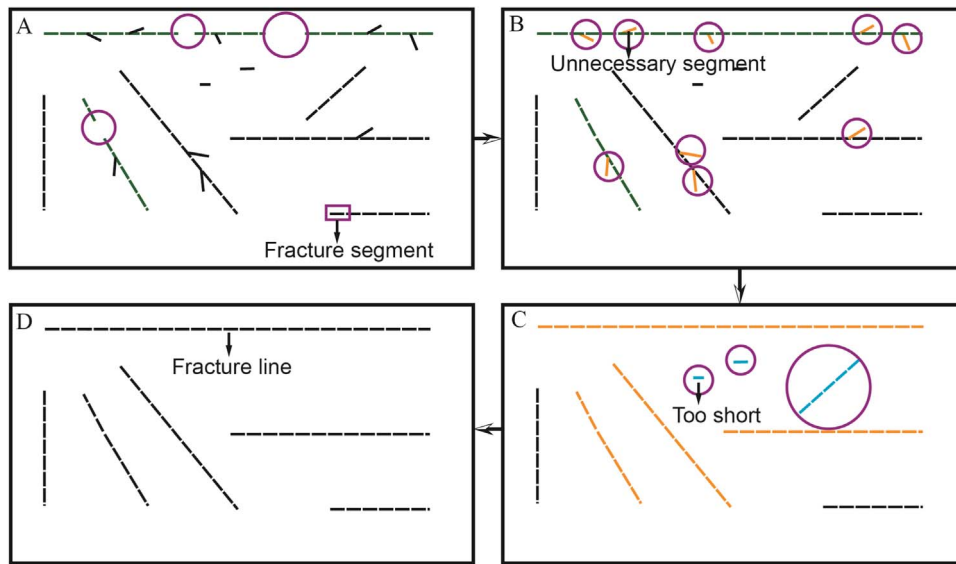 A
Fracture segment
B
Unnecessary segment
D
Fracture line
C
Too short